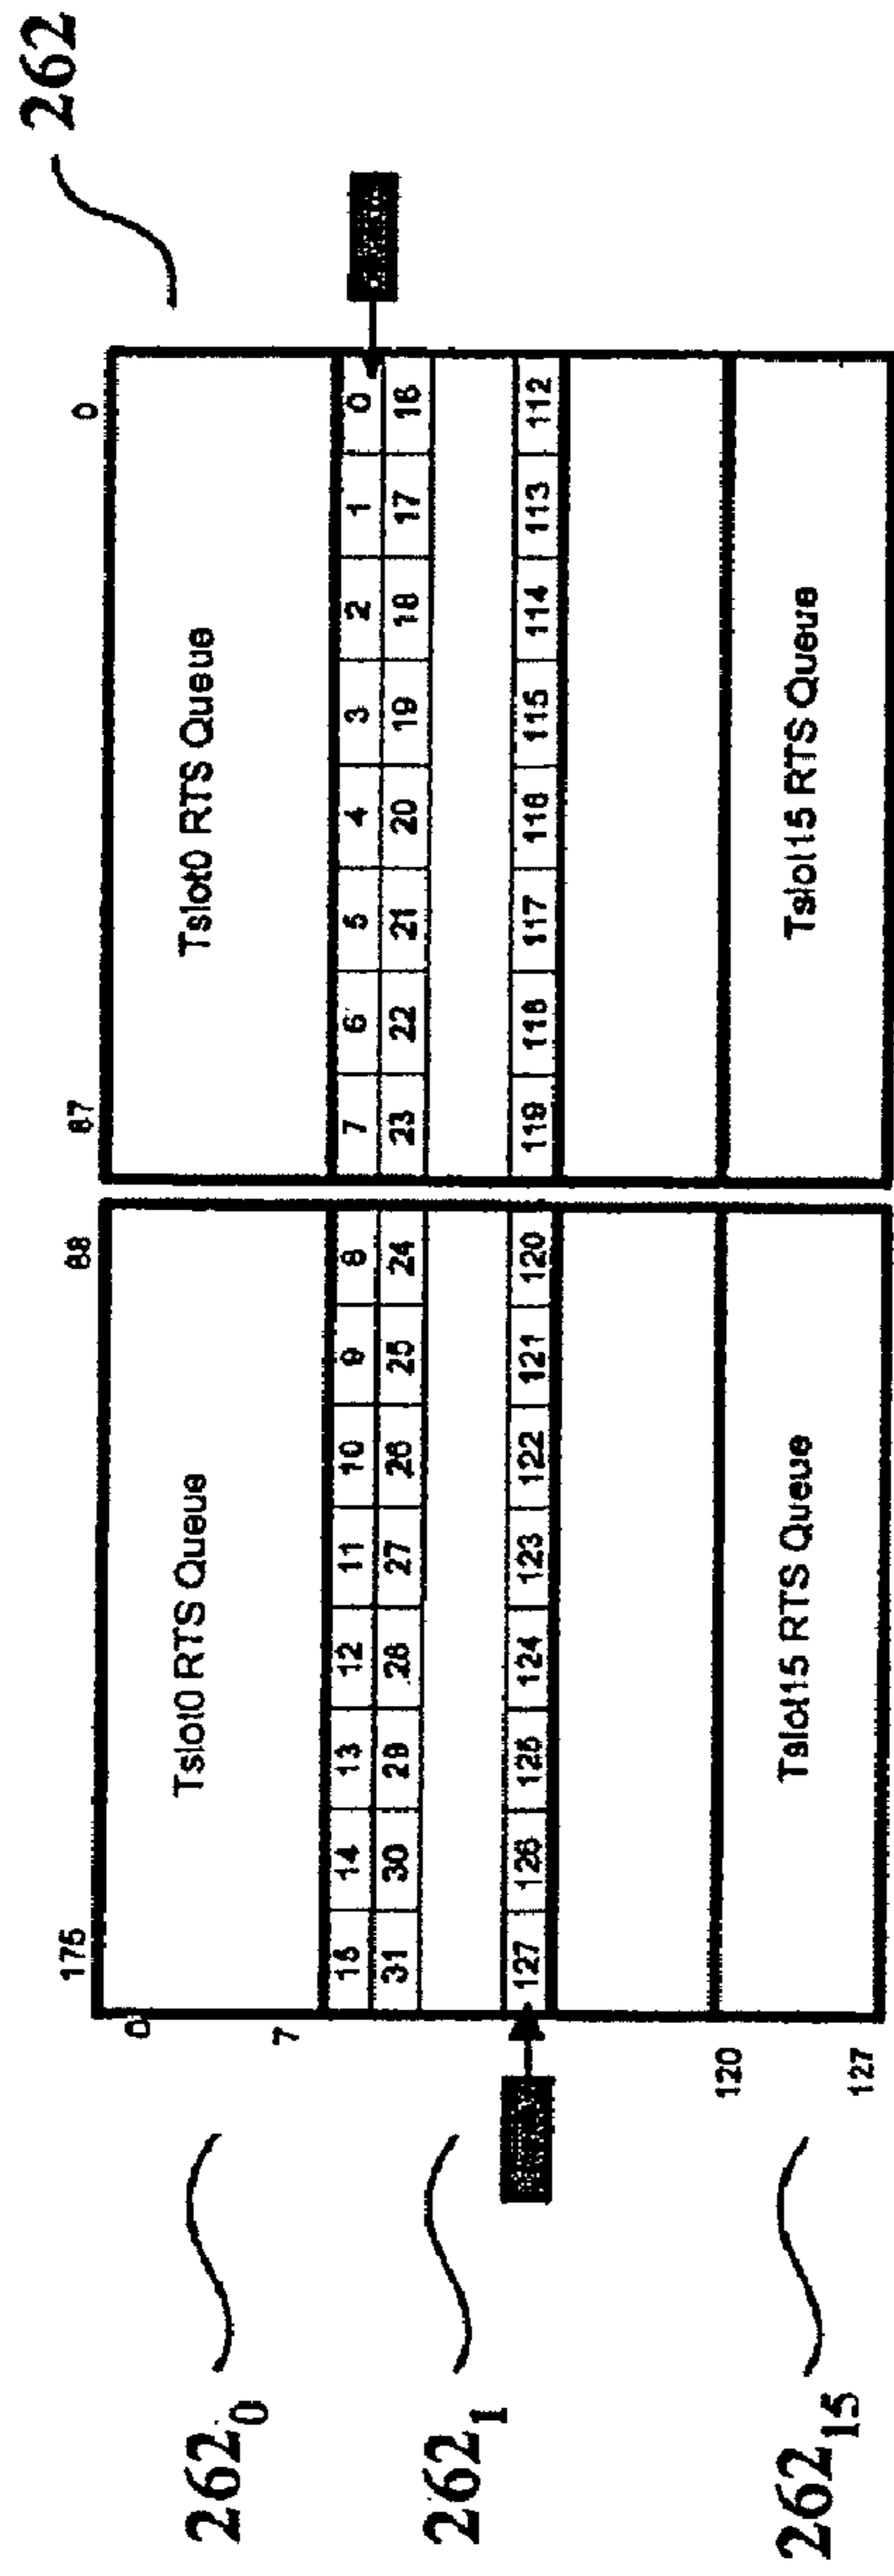 262
175 88 87 0
0
262₀ Tslot0 RTS Queue Tslot0 RTS Queue
7
15 14 13 12 11 10 9 8 7 6 5 4 3 2 1 0
31 30 29 28 27 26 25 24 23 22 21 20 19 18 17 16
262₁
127 126 125 124 123 122 121 120 119 118 117 116 115 114 113 112
120
262₁₅ Tslot15 RTS Queue Tslot15 RTS Queue
127